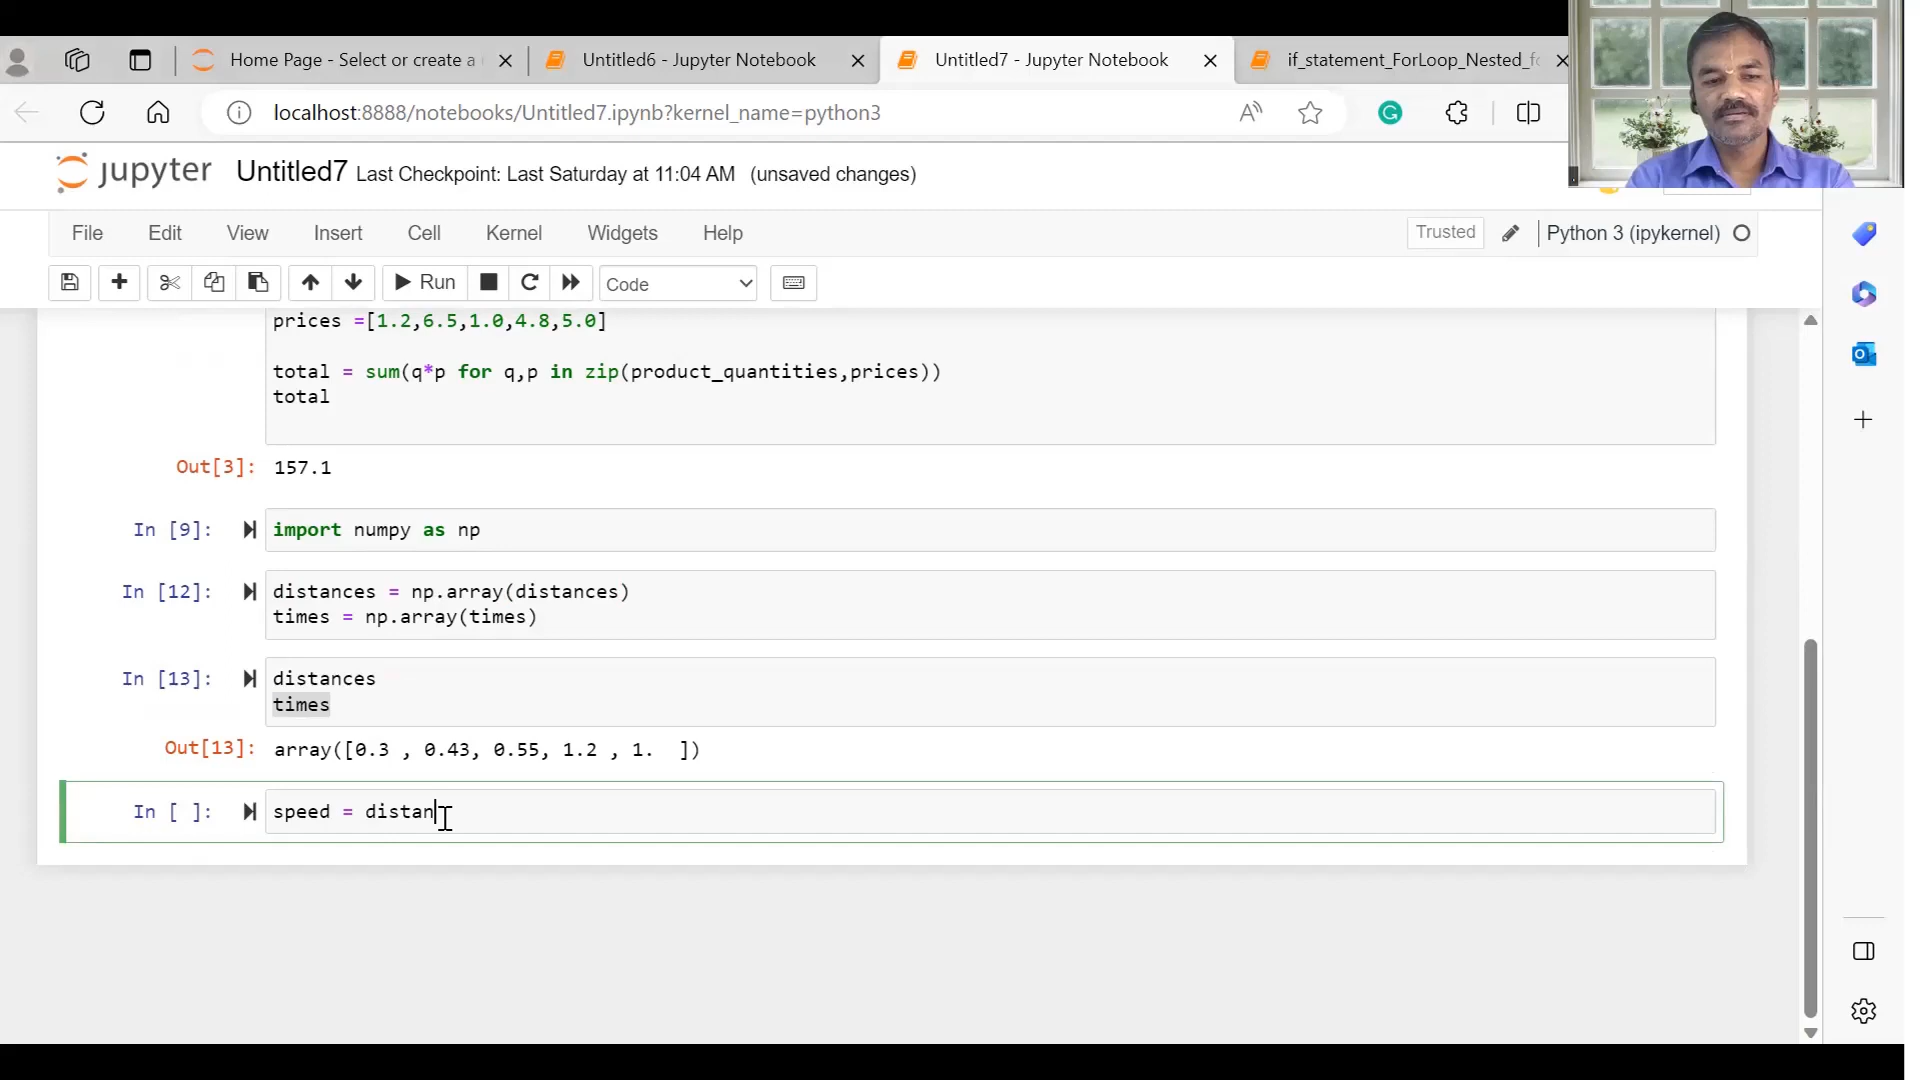 Home Page - Select or create a
Untitled6 - Jupyter Notebook
Untitled7 - Jupyter Notebook
if_statement_ForLoop_Nested_fo
localhost:8888/notebooks/Untitled7.ipynb?kernel_name=python3
jupyter Untitled7 Last Checkpoint: Last Saturday at 11:04 AM (unsaved changes)
File Edit View Insert Cell Kernel Widgets Help Trusted Python 3 (ipykernel)
Run Code
prices =[1.2,6.5,1.0,4.8,5.0]
total = sum(q*p for q,p in zip(product_quantities,prices))
total
Out[3]: 157.1
In [9]: import numpy as np
In [12]: distances = np.array(distances)
times = np.array(times)
In [13]: distances
times
Out[13]: array([0.3 , 0.43, 0.55, 1.2 , 1.  ])
In [ ]: speed = distan